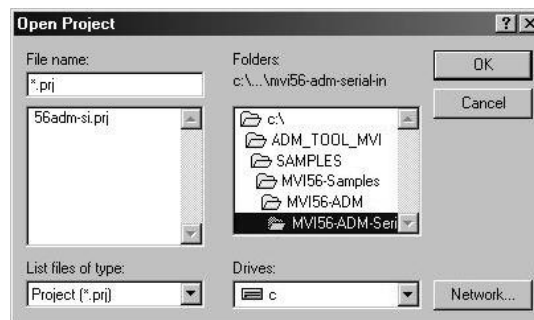 Open Project
File name:
*.prj
56adm-si.prj
List files of type:
Project (*.prj)
Folders:
c:\...\mvi56-adm-serial-in
c:\
ADM_TOOL_MVI
SAMPLES
MVI56-Samples
MVI56-ADM
MVI56-ADM-Seri
Drives:
c
OK
Cancel
Network...